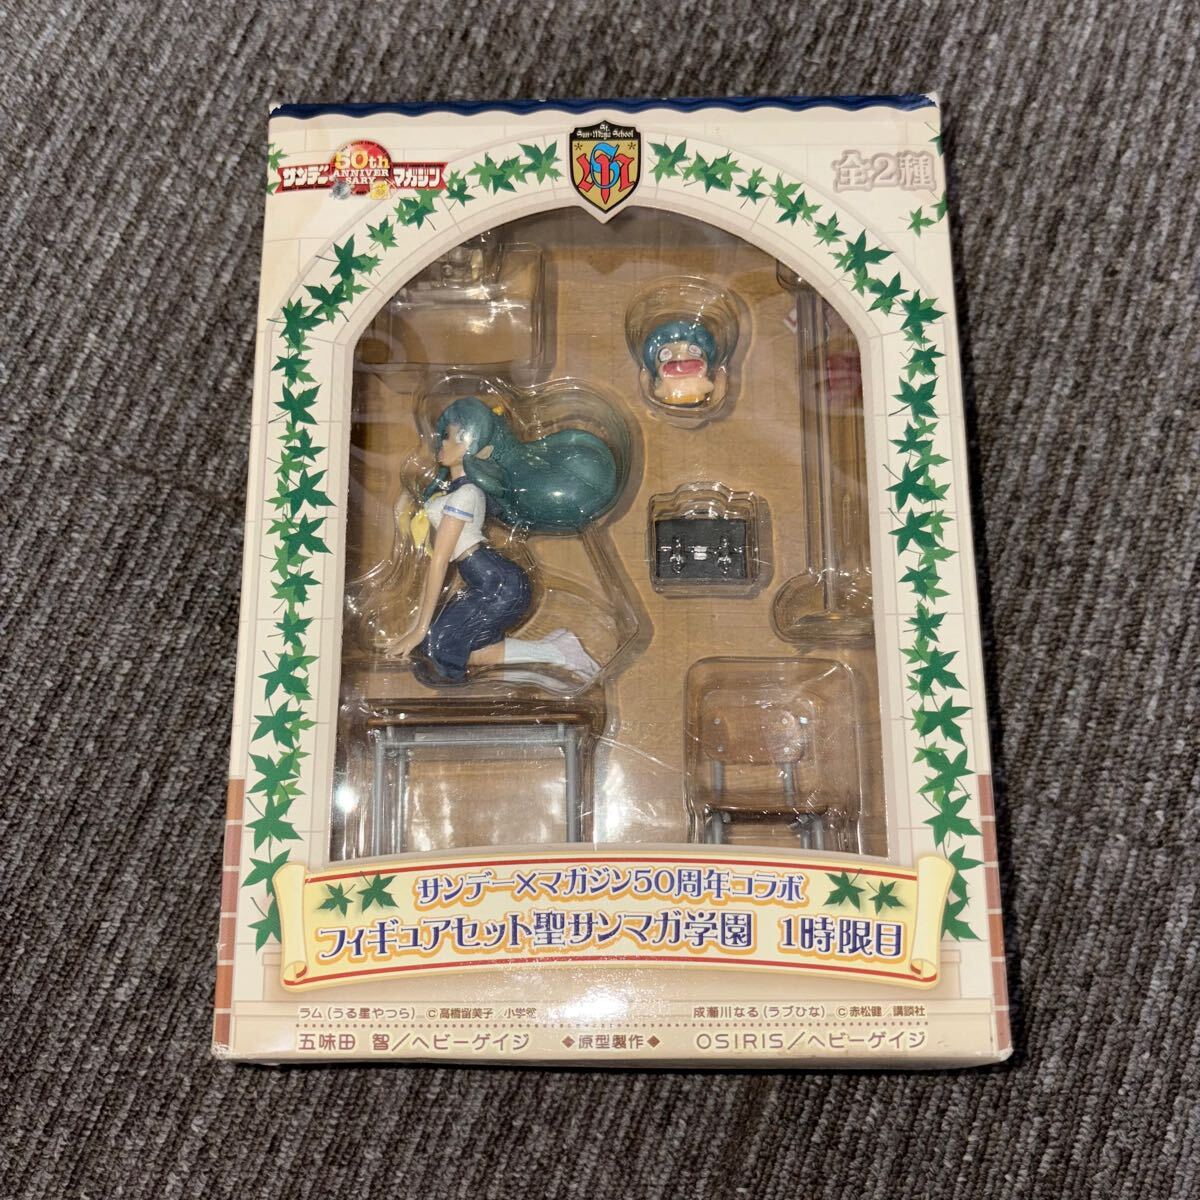 St.
Sun-Maga School
サンデー
50th
ANNIVER
SARY
マガジン
全2種
サンデー×マガジン50周年コラボ
フィギュアセット聖サンマガ学園 1時限目
ラム(うる星やつら) ©高橋留美子/小学館
成瀬川なる(ラブひな) ©赤松健/講談社
五味田 智/ヘビーゲイジ ◆原型製作◆ OSIRIS/ヘビーゲイジ